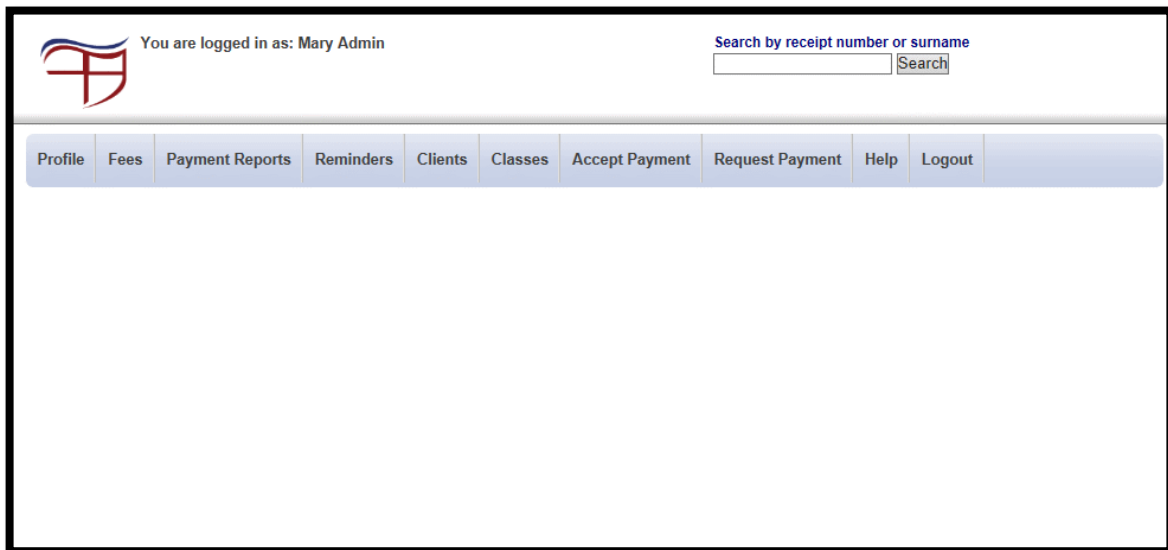 You are logged in as: Mary Admin
Search by receipt number or surname
Search
Profile Fees Payment Reports Reminders Clients Classes Accept Payment Request Payment Help Logout